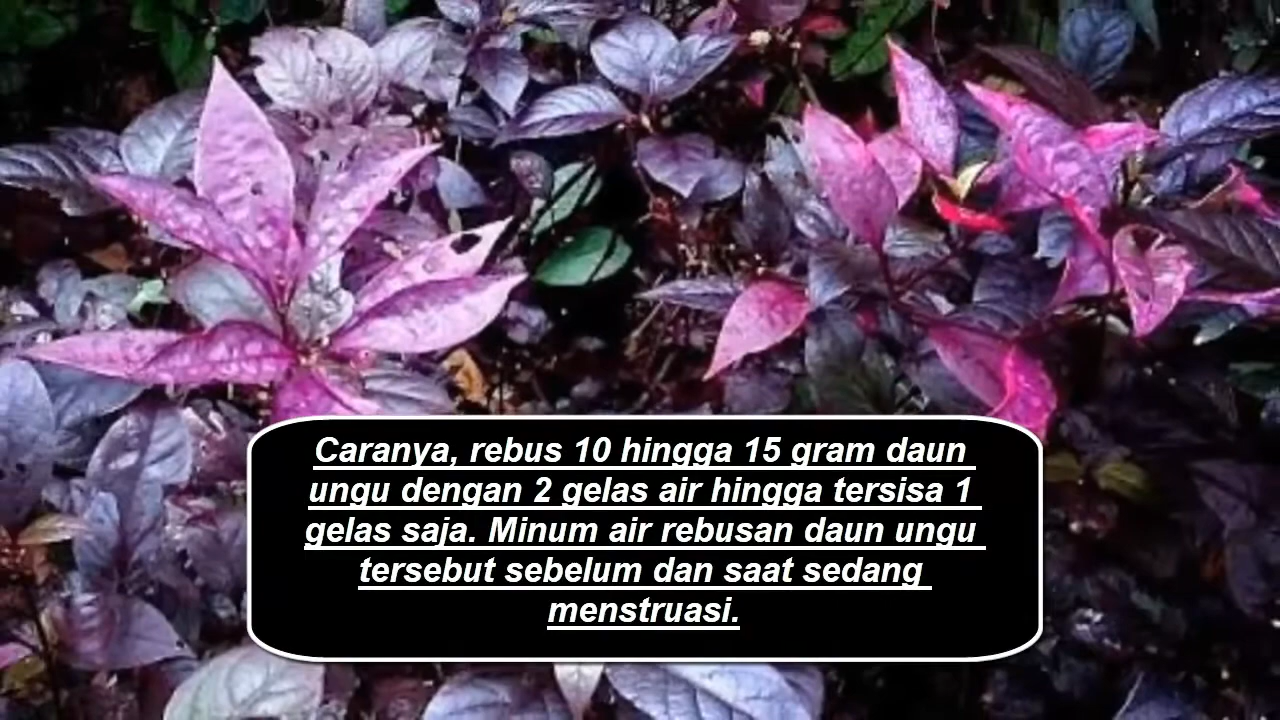 Caranya, rebus 10 hingga 15 gram daun
ungu dengan 2 gelas air hingga tersisa 1
gelas saja. Minum air rebusan daun ungu
tersebut sebelum dan saat sedang
menstruasi.